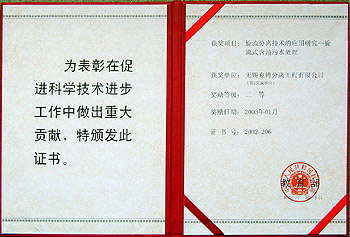 为表彰在促
进科学技术进步
工作中做出重大
贡献，特颁发此
证书。
获奖项目：旋流分离技术的应用研究—旋
流式含油污水处理
获奖单位：无锡双博分离工程有限公司
奖励等级：二 等
奖励日期：2003年01月
证 书 号：2002-206
教育部